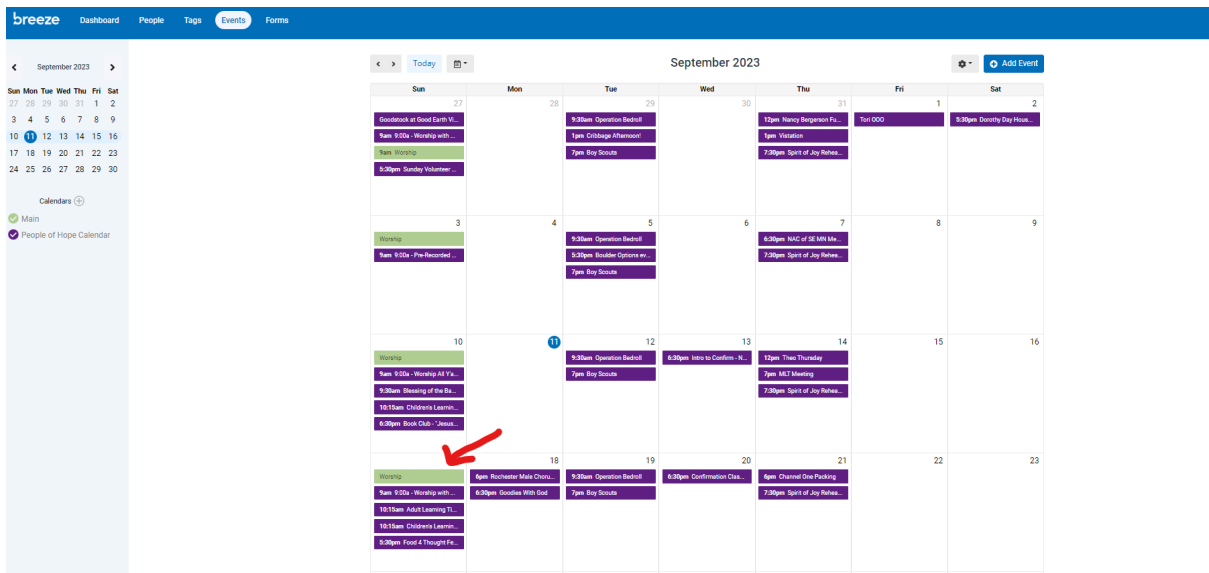 breeze Dashboard People Tags Events Forms
September 2023
Sun Mon Tue Wed Thu Fri Sat
27 28 29 30 31 1 2
3 4 5 6 7 8 9
10 11 12 13 14 15 16
17 18 19 20 21 22 23
24 25 26 27 28 29 30
Calendars
Main
People of Hope Calendar
Today
September 2023
Add Event
Sun Mon Tue Wed Thu Fri Sat
27 28 29 30 31 1 2
Goodstock at Good Earth Vi... 9:30am Operation Bedroll 12pm Nancy Bergerson Fu... Tori OOO 5:30pm Dorothy Day Hous...
9am 9:00a - Worship with ... 1pm Cribbage Afternoon! 1pm Vistation
9am Worship 7pm Boy Scouts 7:30pm Spirit of Joy Rehea...
5:30pm Sunday Volunteer ...
3 4 5 6 7 8 9
Worship 9:30am Operation Bedroll 6:30pm NAC of SE MN Me...
9am 9:00a - Pre-Recorded ... 5:30pm Boulder Options ev... 7:30pm Spirit of Joy Rehea...
7pm Boy Scouts
10 11 12 13 14 15 16
Worship 9:30am Operation Bedroll 6:30pm Intro to Confirm - N... 12pm Theo Thursday
9am 9:00a - Worship All Y'a... 7pm Boy Scouts 7pm MLT Meeting
9:30am Blessing of the Ba... 7:30pm Spirit of Joy Rehea...
10:15am Children's Learnin...
6:30pm Book Club - "Jesus...
18 19 20 21 22 23
Worship 6pm Rochester Male Choru... 9:30am Operation Bedroll 6:30pm Confirmation Clas... 6pm Channel One Packing
9am 9:00a - Worship with ... 6:30pm Goodies With God 7pm Boy Scouts 7:30pm Spirit of Joy Rehea...
10:15am Adult Learning Ti...
10:15am Children's Learnin...
5:30pm Food 4 Thought Fe...